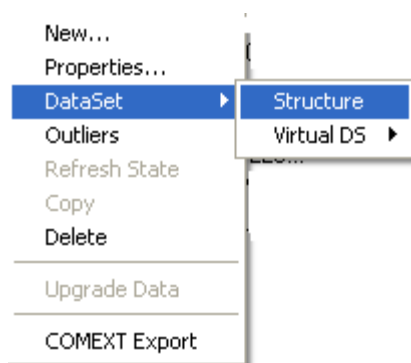 New...
Properties...
DataSet
Structure
Outliers
Virtual DS
Refresh State
Copy
Delete
Upgrade Data
COMEXT Export